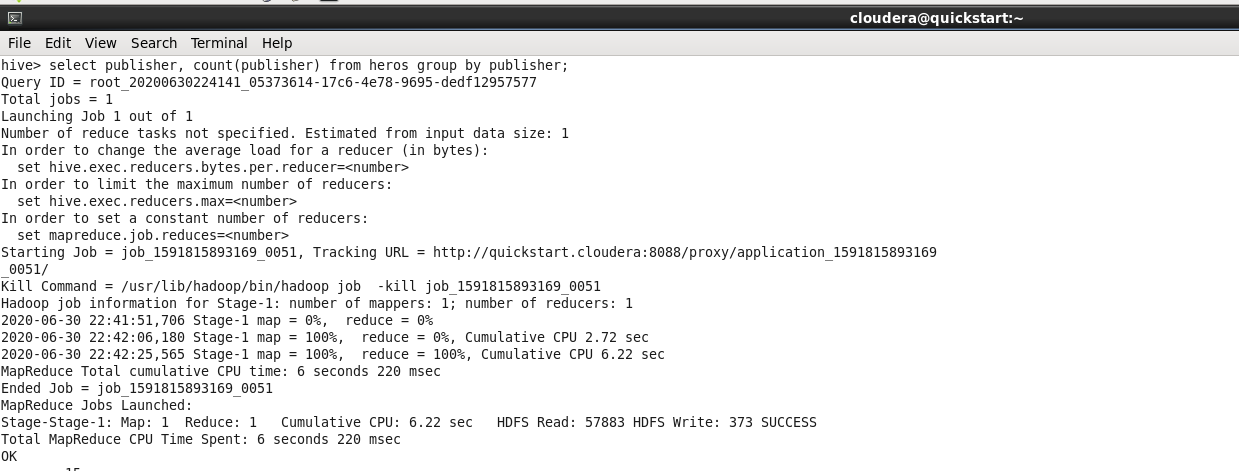 cloudera@quickstart:~
File Edit View Search Terminal Help
hive> select publisher, count(publisher) from heros group by publisher;
Query ID = root_20200630224141_05373614-17c6-4e78-9695-dedf12957577
Total jobs = 1
Launching Job 1 out of 1
Number of reduce tasks not specified. Estimated from input data size: 1
In order to change the average load for a reducer (in bytes):
  set hive.exec.reducers.bytes.per.reducer=<number>
In order to limit the maximum number of reducers:
  set hive.exec.reducers.max=<number>
In order to set a constant number of reducers:
  set mapreduce.job.reduces=<number>
Starting Job = job_1591815893169_0051, Tracking URL = http://quickstart.cloudera:8088/proxy/application_1591815893169
_0051/
Kill Command = /usr/lib/hadoop/bin/hadoop job  -kill job_1591815893169_0051
Hadoop job information for Stage-1: number of mappers: 1; number of reducers: 1
2020-06-30 22:41:51,706 Stage-1 map = 0%,  reduce = 0%
2020-06-30 22:42:06,180 Stage-1 map = 100%,  reduce = 0%, Cumulative CPU 2.72 sec
2020-06-30 22:42:25,565 Stage-1 map = 100%,  reduce = 100%, Cumulative CPU 6.22 sec
MapReduce Total cumulative CPU time: 6 seconds 220 msec
Ended Job = job_1591815893169_0051
MapReduce Jobs Launched:
Stage-Stage-1: Map: 1  Reduce: 1   Cumulative CPU: 6.22 sec   HDFS Read: 57883 HDFS Write: 373 SUCCESS
Total MapReduce CPU Time Spent: 6 seconds 220 msec
OK